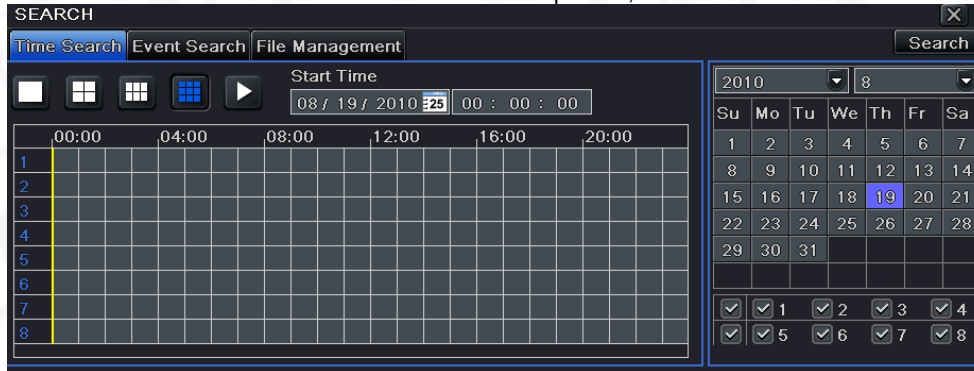 SEARCH
Time Search Event Search File Management Search
Start Time
08 / 19 / 2010 25 00 : 00 : 00
00:00 04:00 08:00 12:00 16:00 20:00
1
2
3
4
5
6
7
8
2010 8
Su Mo Tu We Th Fr Sa
1 2 3 4 5 6 7
8 9 10 11 12 13 14
15 16 17 18 19 20 21
22 23 24 25 26 27 28
29 30 31
1 2 3 4
5 6 7 8